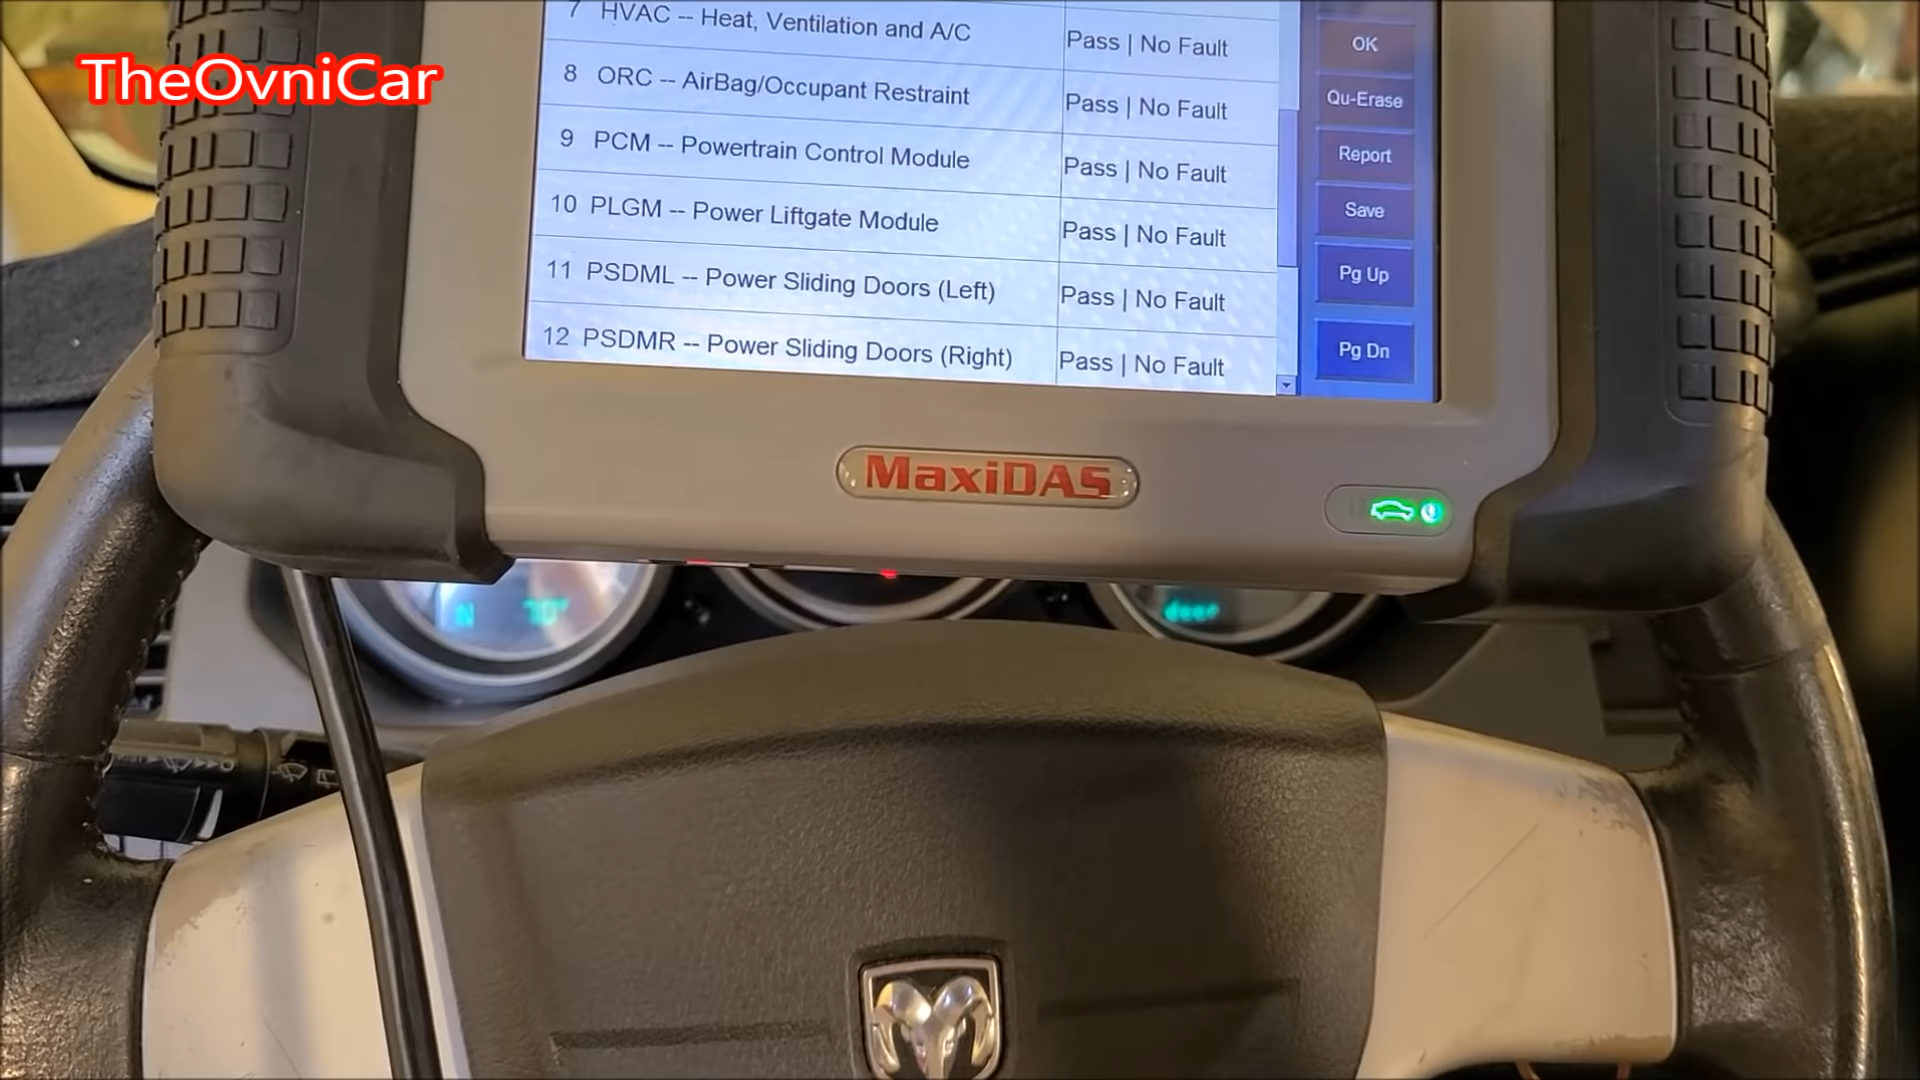 TheOvniCar
7 HVAC -- Heat, Ventilation and A/C Pass | No Fault
8 ORC -- AirBag/Occupant Restraint Pass | No Fault
9 PCM -- Powertrain Control Module Pass | No Fault
10 PLGM -- Power Liftgate Module Pass | No Fault
11 PSDML -- Power Sliding Doors (Left) Pass | No Fault
12 PSDMR -- Power Sliding Doors (Right) Pass | No Fault
OK
Qu-Erase
Report
Save
Pg Up
Pg Dn
MaxiDAS
N 70°
door